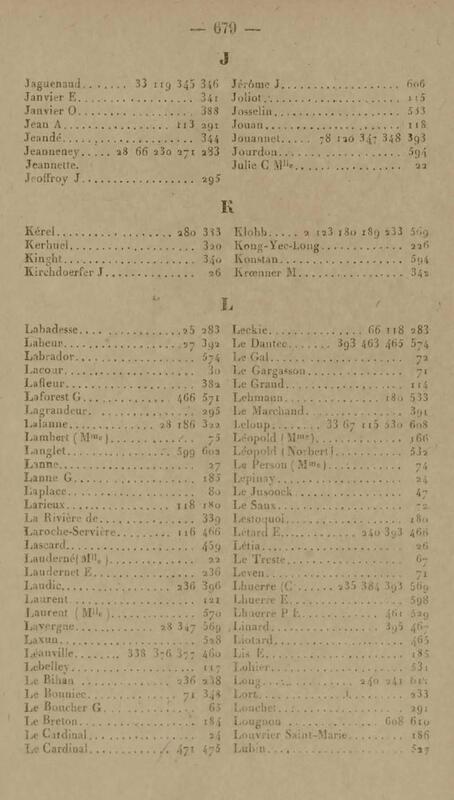 — 679 —
J
Jaguenaud........ 33 119 345 346
Janvier E.................... 341
Janvier O.................... 388
Jean A.................. 113 291
Jeandé....................... 344
Jeanneney..... 28 66 230 271 283
Jeannette.
Jeoffroy J................... 295
Jérôme J..................... 606
Joliot....................... 115
Josselin..................... 533
Jouan........................ 118
Jouannet..... 78 120 347 348 393
Jourdon...................... 594
Julie C Mlle................. 22
K
Kérel................... 280 333
Kerhuel...................... 320
Kinght....................... 340
Kirchdoerfer J............... 26
Klobb..... 2 123 180 189 233 569
Kong-Yec-Long................ 226
Konstan...................... 594
Krœnner M.................... 342
L
Labadesse................ 25 283
Labeur................... 27 392
Labrador..................... 574
Lacour....................... 30
Lafleur...................... 382
Laforest G.............. 466 571
Lagrandeur................... 295
Lalanne.............. 28 186 322
Lambert (Mme)................ 75
Langlet................. 599 602
Lanne........................ 27
Lanne G...................... 185
Laplace...................... 80
Larieux................. 118 180
La Rivière de................ 339
Laroche-Servière........ 116 466
Lascard...................... 459
Lauderné (Mlle).............. 22
Laudernet E.................. 236
Laudic.................. 236 396
Laurent...................... 121
Laurent (Mlle)............... 570
Lavergne............. 28 347 569
Laxun........................ 528
Léanville....... 338 376 377 460
Lebelley..................... 117
Le Bihan................ 236 238
Le Bonniec............... 71 348
Le Boucher G................. 65
Le Breton.................... 184
Le Cardinal.................. 24
Le Cardinal............. 471 475
Leckie............... 66 118 283
Le Dantec....... 393 463 465 574
Le Gal....................... 72
Le Gargasson................. 71
Le Grand..................... 114
Lehmann................. 180 533
Le Marchand.................. 391
Leloup......... 33 67 115 530 608
Léopold (Mme)................ 166
Léopold (Norbert)............ 532
Le Person (Mme).............. 74
Lepinay...................... 24
Le Jusoock................... 47
Le Saux......................
Lestoquoi.................... 180
Létard E............ 240 393 466
Létia........................ 26
Le Treste.................... 67
Leven........................ 71
Lhuerre (C.......... 235 384 393 569
Lhuerre E.................... 598
Lhuerre P E............. 461 529
Linard.................. 395
Liotard...................... 465
Lis E........................ 185
Lohier....................... 531
Long.................... 240 241
Lort......................... 233
Louchet...................... 291
Lougnon................. 608 610
Louvrier Saint-Marie......... 186
Lubin........................ 527